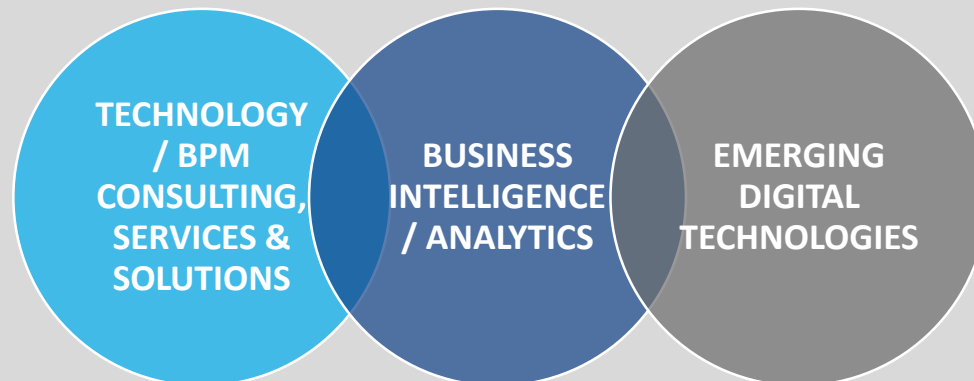 TECHNOLOGY
/ BPM
CONSULTING,
SERVICES &
SOLUTIONS
BUSINESS
INTELLIGENCE
/ ANALYTICS
EMERGING
DIGITAL
TECHNOLOGIES